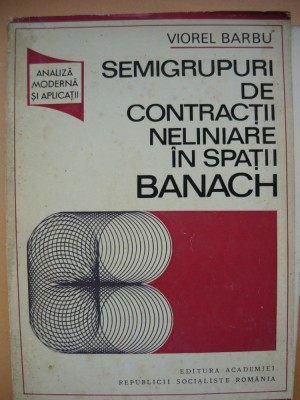 VIOREL BARBU
ANALIZĂ
MODERNĂ
ȘI APLICAȚII
SEMIGRUPURI
DE
CONTRACȚII
NELINIARE
ÎN SPAȚII
BANACH
EDITURA ACADEMIEI
REPUBLICII SOCIALISTE ROMÂNIA